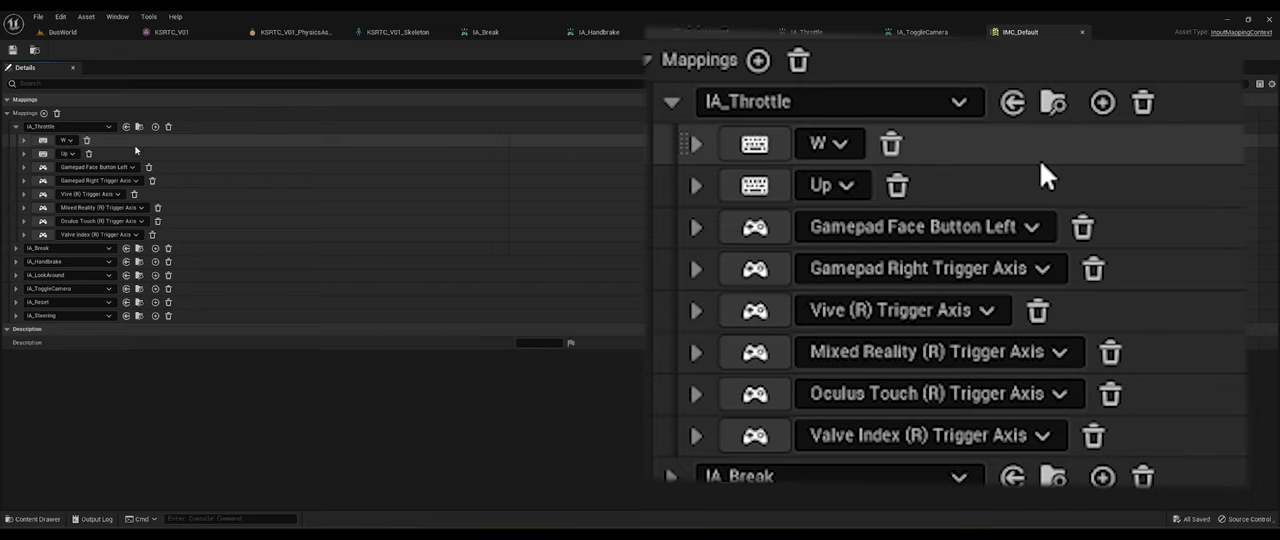 File Edit Asset Window Tools Help
BusWorld KSRTC_V01 KSRTC_V01_PhysicsAs... KSRTC_V01_Skeleton IA_Break IA_Handbrake IA_Throttle IA_ToggleCamera IMC_Default Asset Type: InputMappingContext
Details
Search
Mappings
Mappings
IA_Throttle
W
Up
Gamepad Face Button Left
Gamepad Right Trigger Axis
Vive (R) Trigger Axis
Mixed Reality (R) Trigger Axis
Oculus Touch (R) Trigger Axis
Valve Index (R) Trigger Axis
IA_Break
IA_Handbrake
IA_LookAround
IA_ToggleCamera
IA_Reset
IA_Steering
Description
Description
Mappings
IA_Throttle
W
Up
Gamepad Face Button Left
Gamepad Right Trigger Axis
Vive (R) Trigger Axis
Mixed Reality (R) Trigger Axis
Oculus Touch (R) Trigger Axis
Valve Index (R) Trigger Axis
IA_Break
Content Drawer Output Log Cmd Enter Console Command All Saved Source Control